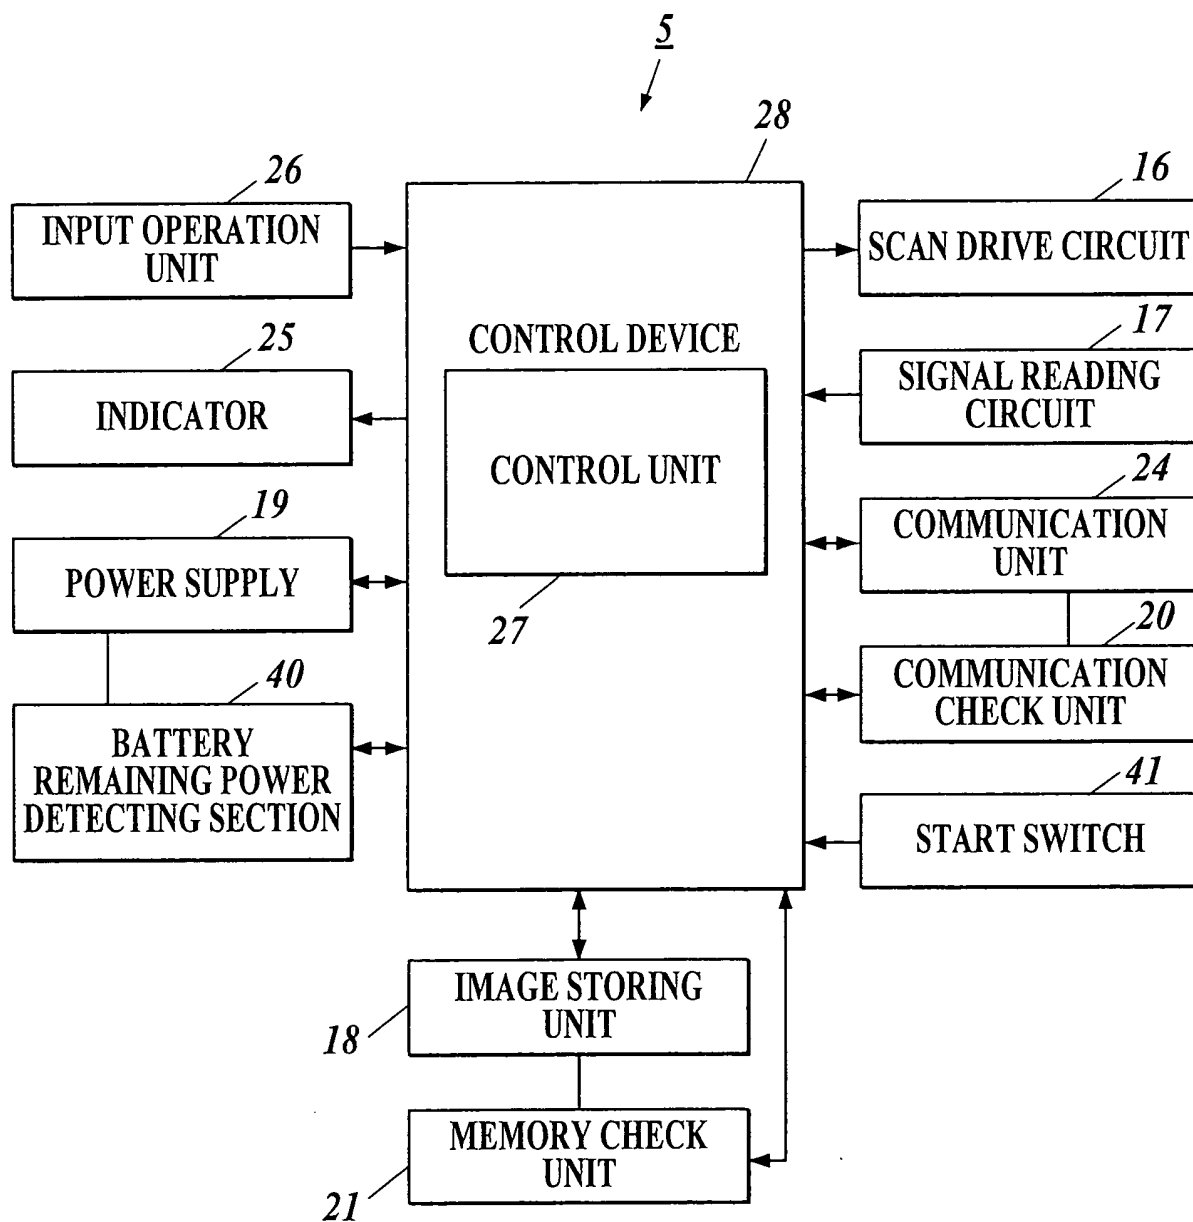 5
28
26
INPUT OPERATION
UNIT
25
INDICATOR
19
POWER SUPPLY
40
BATTERY
REMAINING POWER
DETECTING SECTION
CONTROL DEVICE
CONTROL UNIT
27
16
SCAN DRIVE CIRCUIT
17
SIGNAL READING
CIRCUIT
24
COMMUNICATION
UNIT
20
COMMUNICATION
CHECK UNIT
41
START SWITCH
IMAGE STORING
UNIT
18
MEMORY CHECK
UNIT
21